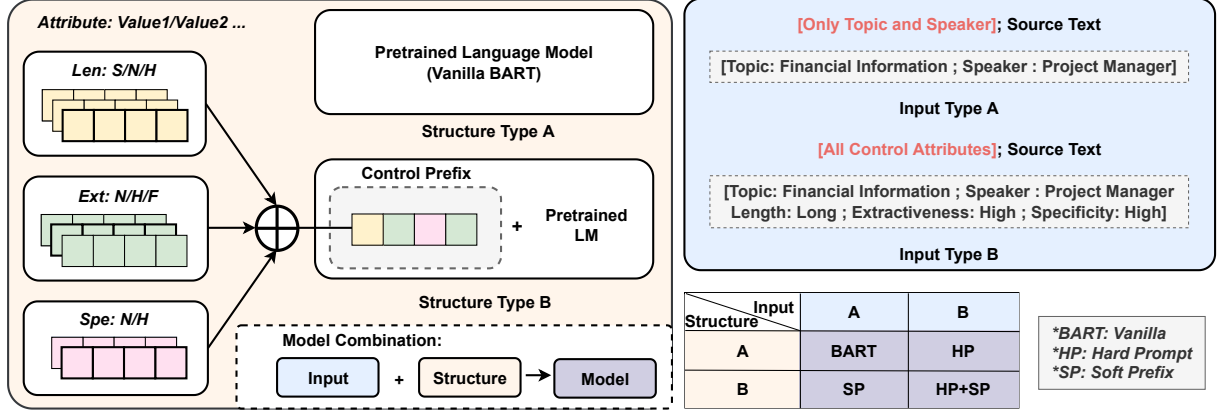 Attribute: Value1/Value2 ...
Len: S/N/H
Ext: N/H/F
Spe: N/H
Pretrained Language Model
(Vanilla BART)
Structure Type A
Control Prefix
+
Pretrained
LM
Structure Type B
Model Combination:
Input + Structure Model
[Only Topic and Speaker]; Source Text
[Topic: Financial Information ; Speaker : Project Manager]
Input Type A
[All Control Attributes]; Source Text
[Topic: Financial Information ; Speaker : Project Manager
Length: Long ; Extractiveness: High ; Specificity: High]
Input Type B
Input
Structure
A B
A BART HP
B SP HP+SP
*BART: Vanilla
*HP: Hard Prompt
*SP: Soft Prefix